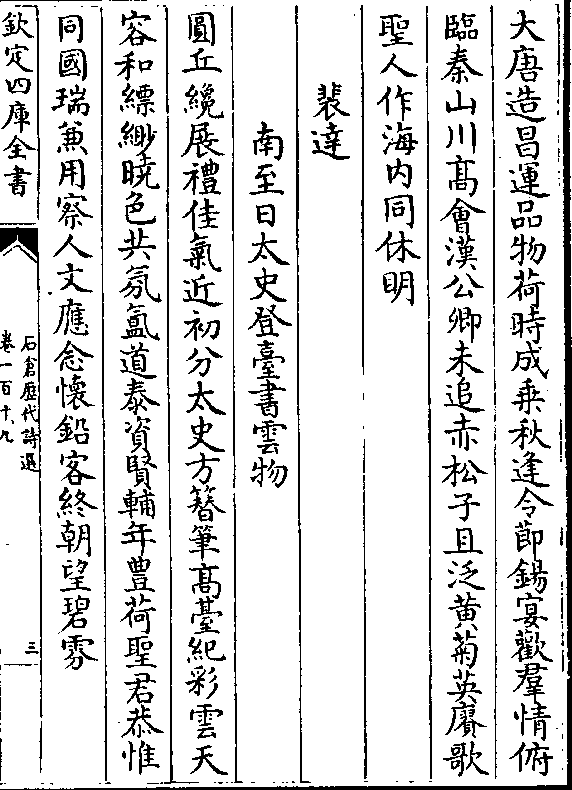 大唐造昌運品物荷時成乗秋逢令節錫宴歡羣情俯
臨秦山川髙會漢公卿未追赤松子且泛黄菊英賡歌
聖人作海内同休明
裴達
南至日太史登臺書雲物
圓丘纔展禮佳氣近初分太史方簮筆髙臺紀彩雲天
容和縹緲曉色共氛氳道泰資賢輔年豊荷聖君恭惟
同國瑞兼用察人文應念懷鉛客終朝望碧雰
欽定四庫全書
石倉歴代詩選
卷一百十九
三